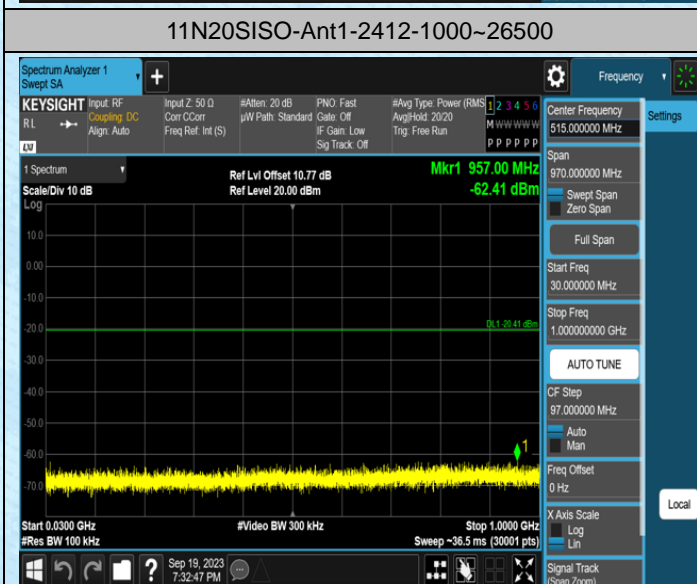 11N20SISO-Ant1-2412-1000~26500
Spectrum Analyzer 1
Swept SA
Frequency
KEYSIGHT
RL
LXI
Input: RF
Coupling: DC
Align: Auto
Input Z: 50 Ω
Corr CCorr
Freq Ref: Int (S)
#Atten: 20 dB
µW Path: Standard
PNO: Fast
Gate: Off
IF Gain: Low
Sig Track: Off
#Avg Type: Power (RMS
Avg|Hold: 20/20
Trig: Free Run
1 2 3 4 5 6
M W W W W W
P P P P P P
1 Spectrum
Scale/Div 10 dB
Ref Lvl Offset 10.77 dB
Ref Level 20.00 dBm
Mkr1 957.00 MHz
-62.41 dBm
Log
10.0
0.00
-10.0
-20.0
DL1 -20.41 dBm
-30.0
-40.0
-50.0
-60.0
1
-70.0
Start 0.0300 GHz
#Res BW 100 kHz
#Video BW 300 kHz
Stop 1.0000 GHz
Sweep ~36.5 ms (30001 pts)
?
Sep 19, 2023
7:32:47 PM
Center Frequency
515.000000 MHz
Span
970.000000 MHz
Swept Span
Zero Span
Full Span
Start Freq
30.000000 MHz
Stop Freq
1.000000000 GHz
AUTO TUNE
CF Step
97.000000 MHz
Auto
Man
Freq Offset
0 Hz
X Axis Scale
Log
Lin
Signal Track
(Span Zoom)
Settings
Local